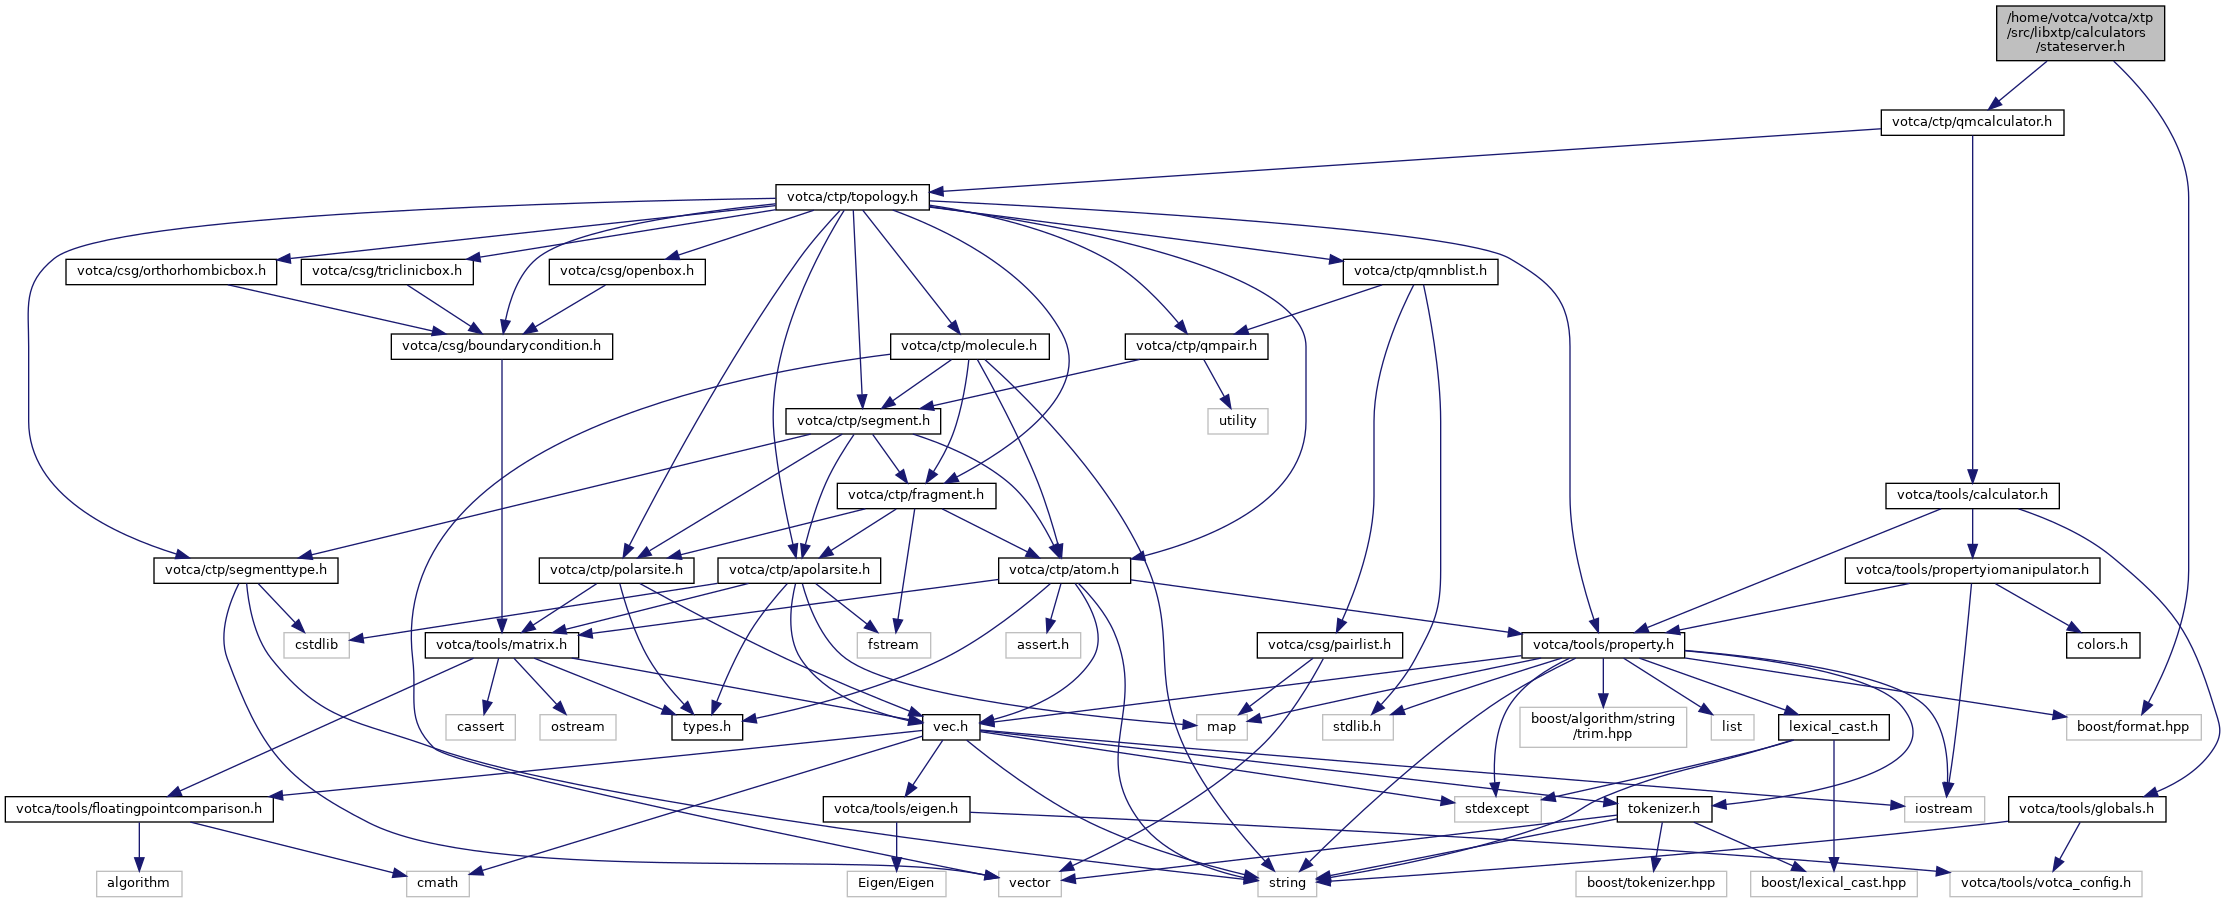 /home/votca/votca/xtp
/src/libxtp/calculators
/stateserver.h
votca/ctp/qmcalculator.h
votca/ctp/topology.h
votca/csg/orthorhombicbox.h
votca/csg/triclinicbox.h
votca/csg/openbox.h
votca/ctp/qmnblist.h
votca/csg/boundarycondition.h
votca/ctp/molecule.h
votca/ctp/qmpair.h
votca/ctp/segment.h
utility
votca/ctp/fragment.h
votca/tools/calculator.h
votca/ctp/segmenttype.h
votca/ctp/polarsite.h
votca/ctp/apolarsite.h
votca/ctp/atom.h
votca/tools/propertyiomanipulator.h
cstdlib
votca/tools/matrix.h
fstream
assert.h
votca/csg/pairlist.h
votca/tools/property.h
colors.h
cassert
ostream
types.h
vec.h
map
stdlib.h
boost/algorithm/string
/trim.hpp
list
lexical_cast.h
boost/format.hpp
votca/tools/floatingpointcomparison.h
votca/tools/eigen.h
stdexcept
tokenizer.h
iostream
votca/tools/globals.h
algorithm
cmath
Eigen/Eigen
vector
string
boost/tokenizer.hpp
boost/lexical_cast.hpp
votca/tools/votca_config.h